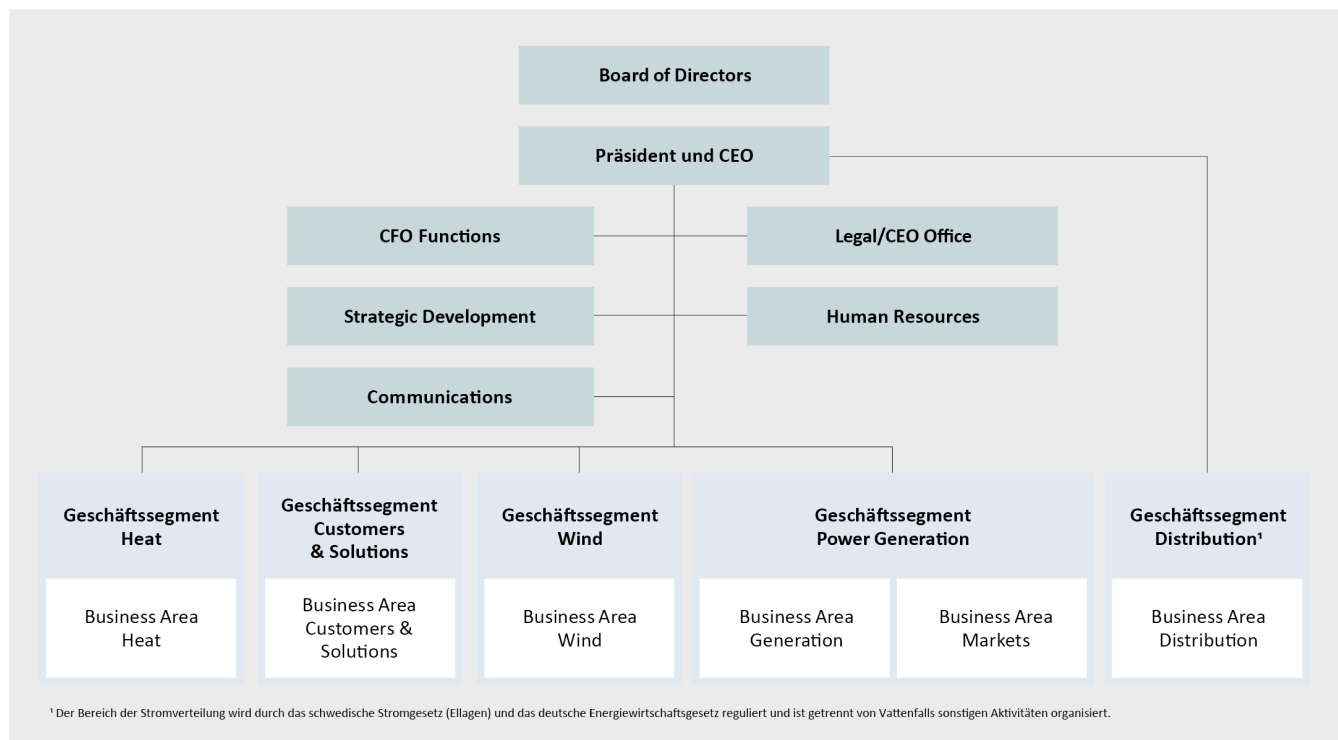 Board of Directors
Präsident und CEO
CFO Functions
Legal/CEO Office
Strategic Development
Human Resources
Communications
Geschäftssegment
Heat
Geschäftssegment
Customers
& Solutions
Geschäftssegment
Wind
Geschäftssegment
Power Generation
Geschäftssegment
Distribution¹
Business Area
Heat
Business Area
Customers &
Solutions
Business Area
Wind
Business Area
Generation
Business Area
Markets
Business Area
Distribution
¹ Der Bereich der Stromverteilung wird durch das schwedische Stromgesetz (Ellagen) und das deutsche Energiewirtschaftsgesetz reguliert und ist getrennt von Vattenfalls sonstigen Aktivitäten organisiert.